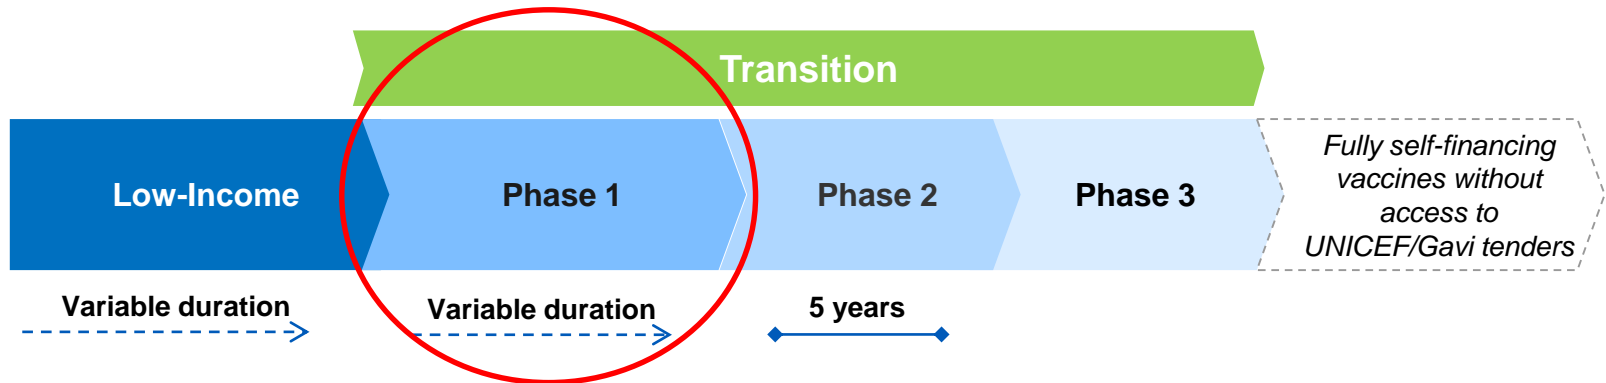 Transition
Low-Income
Phase 1
Phase 2
Phase 3
Fully self-financing
vaccines without
access to
UNICEF/Gavi tenders
Variable duration
Variable duration
5 years